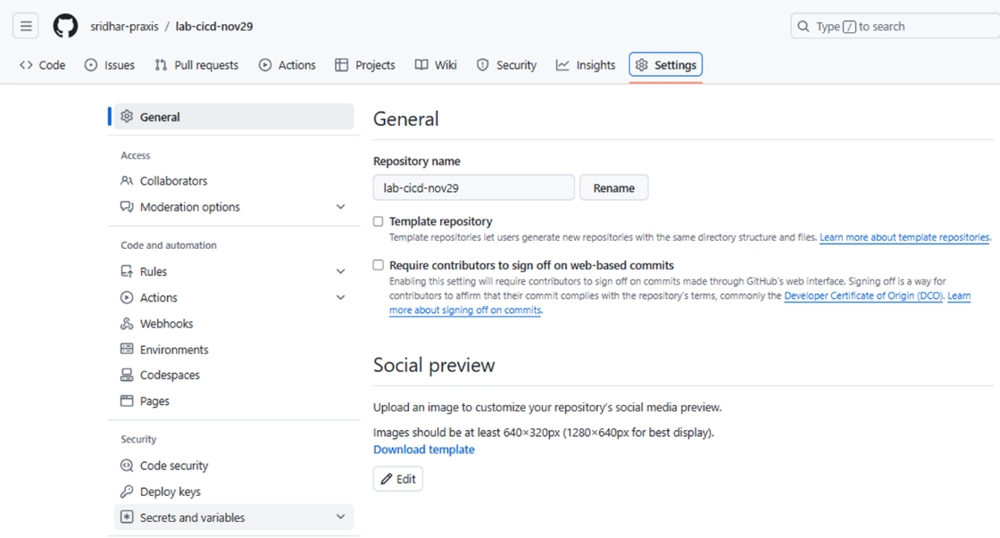 sridhar-praxis / lab-cicd-nov29
Type / to search
Code Issues Pull requests Actions Projects Wiki Security Insights Settings
General
Access
Collaborators
Moderation options
Code and automation
Rules
Actions
Webhooks
Environments
Codespaces
Pages
Security
Code security
Deploy keys
Secrets and variables
General
Repository name
lab-cicd-nov29 Rename
Template repository
Template repositories let users generate new repositories with the same directory structure and files. Learn more about template repositories.
Require contributors to sign off on web-based commits
Enabling this setting will require contributors to sign off on commits made through GitHub's web interface. Signing off is a way for
contributors to affirm that their commit complies with the repository's terms, commonly the Developer Certificate of Origin (DCO). Learn
more about signing off on commits.
Social preview
Upload an image to customize your repository's social media preview.
Images should be at least 640×320px (1280×640px for best display).
Download template
Edit